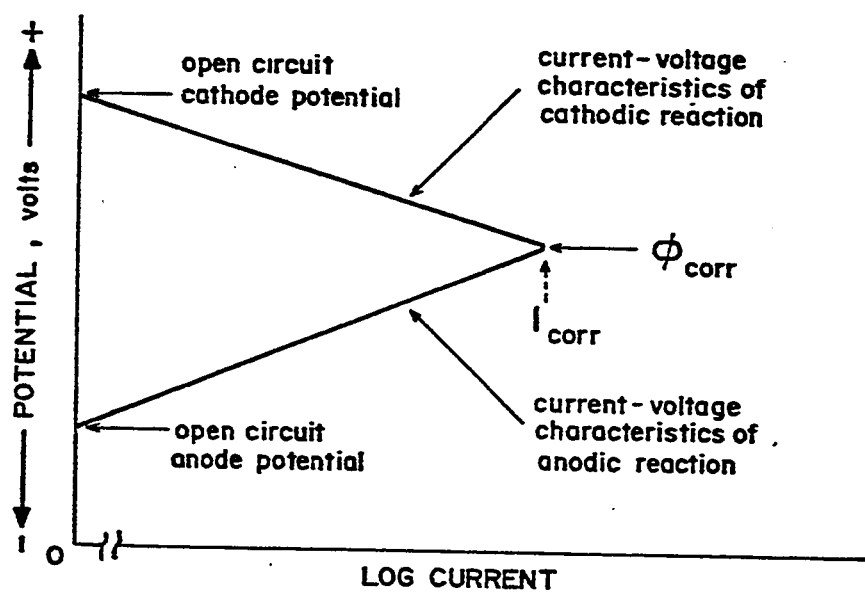 +
open circuit
cathode potential
current-voltage
characteristics of
cathodic reaction
POTENTIAL, volts
ϕcorr
Icorr
open circuit
anode potential
current-voltage
characteristics of
anodic reaction
-
O
LOG CURRENT